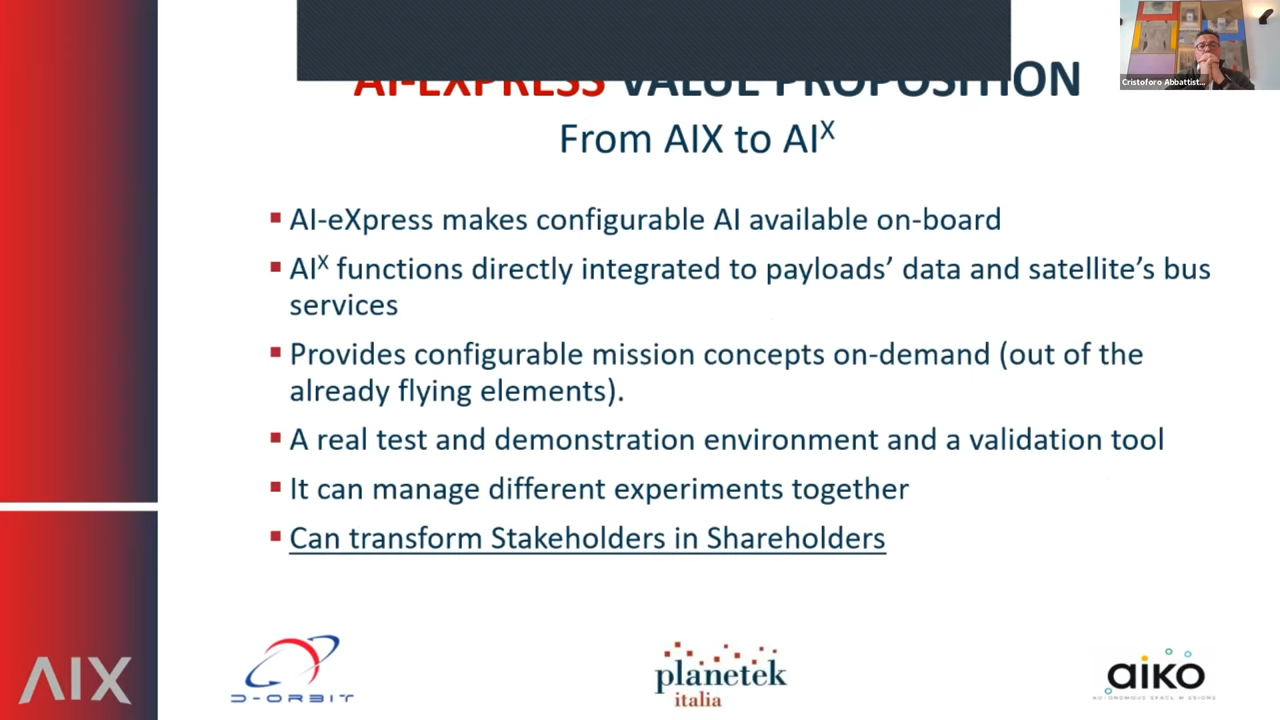 AI-EXPRESS VALUE PROPOSITION
Cristoforo Abbattist...
From AIX to AIX
▪ AI-eXpress makes configurable AI available on-board
▪ AIX functions directly integrated to payloads’ data and satellite’s bus
services
▪ Provides configurable mission concepts on-demand (out of the
already flying elements).
▪ A real test and demonstration environment and a validation tool
▪ It can manage different experiments together
▪ Can transform Stakeholders in Shareholders
AIX
D-ORBIT
planetek
italia
aiko
AUTONOMOUS SPACE MISSIONS